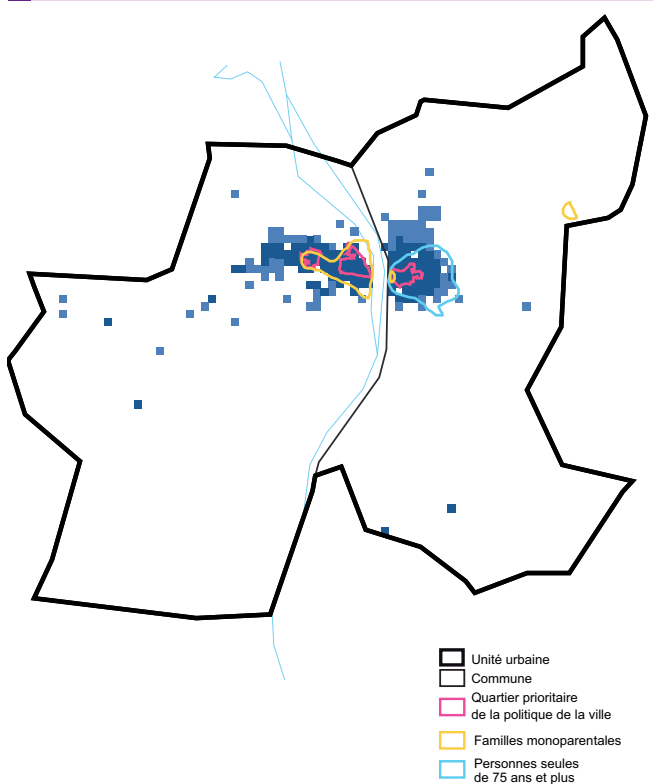 Unité urbaine
Commune
Quartier prioritaire
de la politique de la ville
Familles monoparentales
Personnes seules
de 75 ans et plus